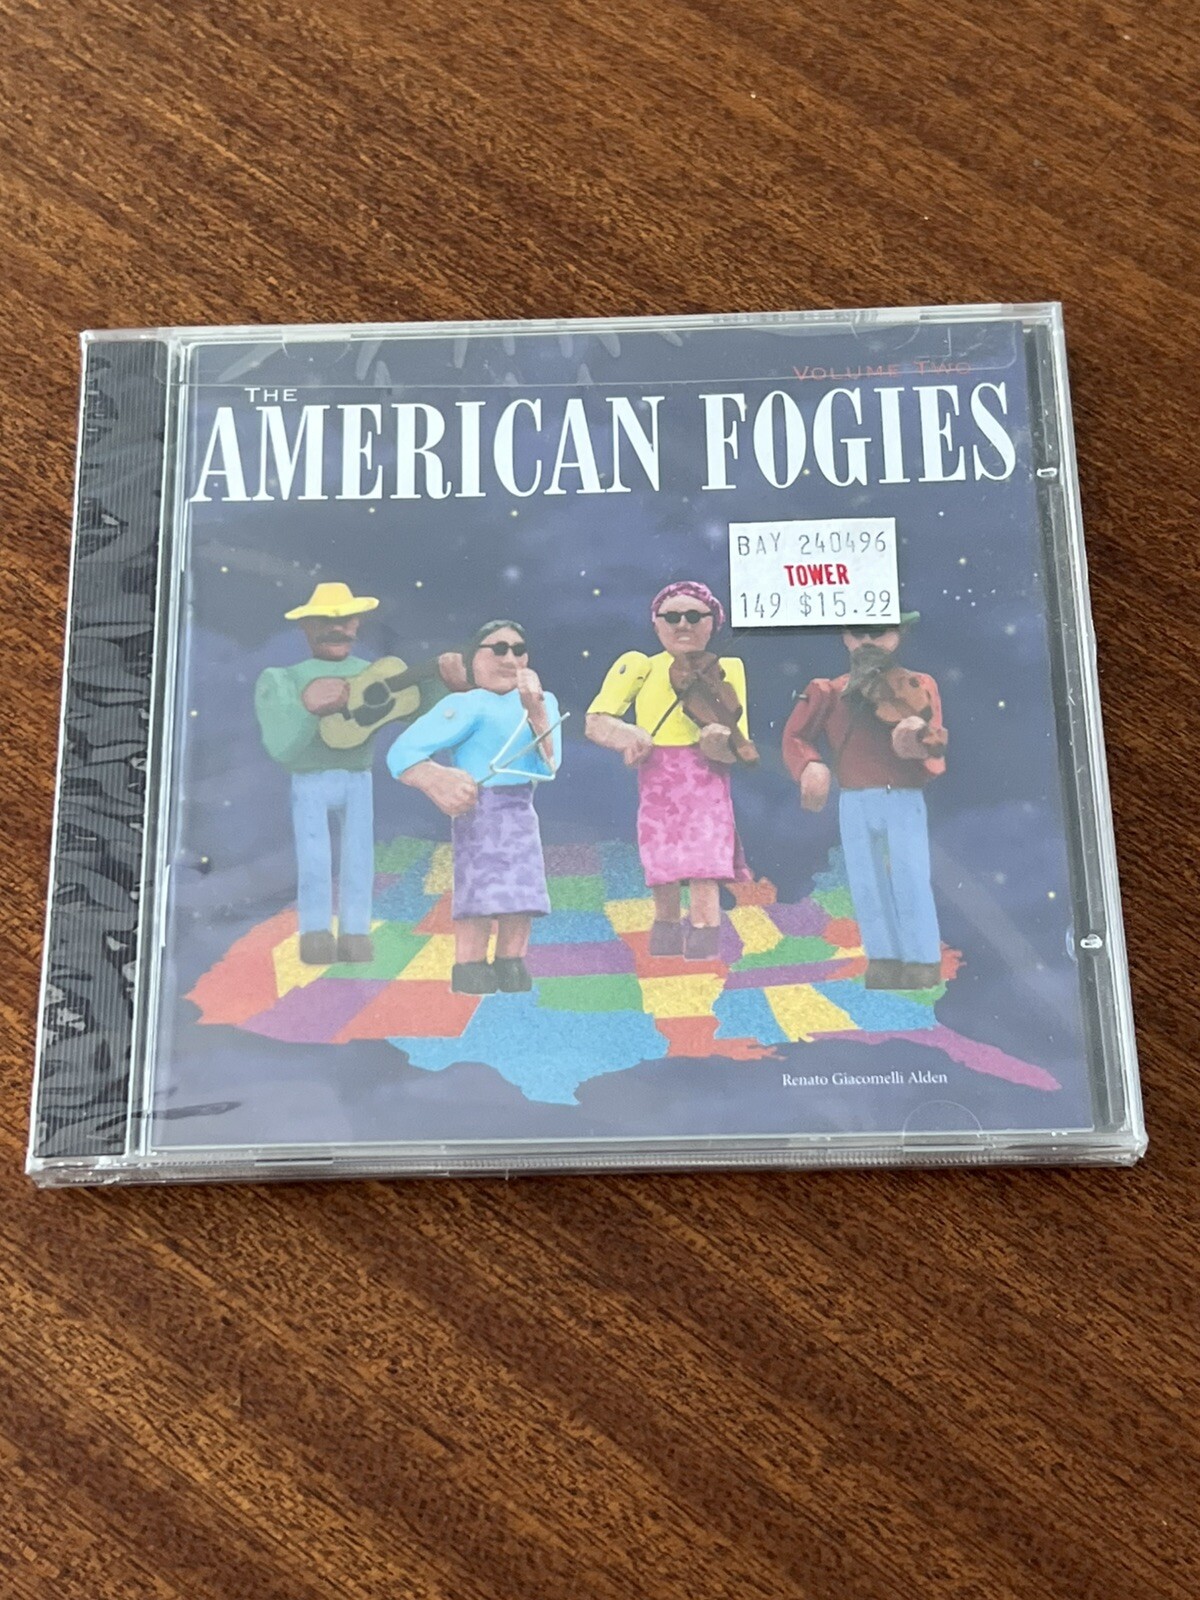 VOLUME TWO
THE
AMERICAN FOGIES
BAY 240496
TOWER
149 $15.99
Renato Giacomelli Alden